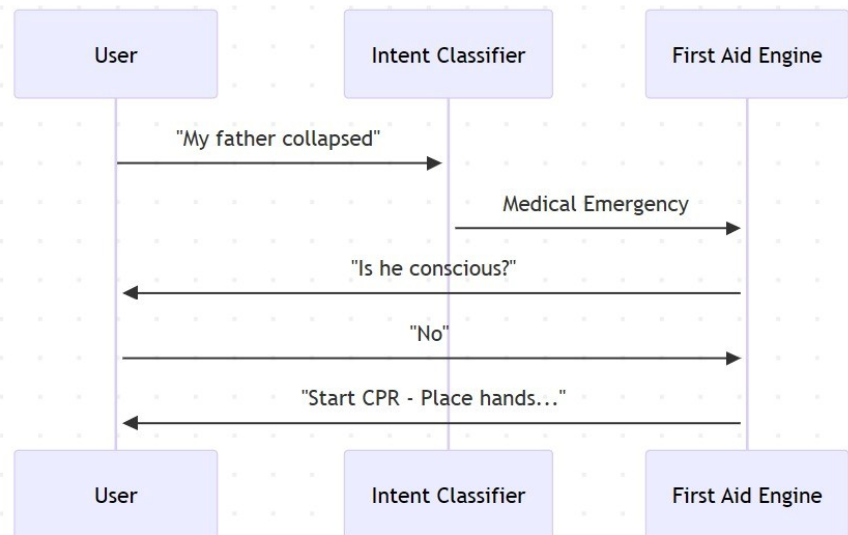 User
Intent Classifier
First Aid Engine
"My father collapsed"
Medical Emergency
"Is he conscious?"
"No"
"Start CPR - Place hands..."
User
Intent Classifier
First Aid Engine